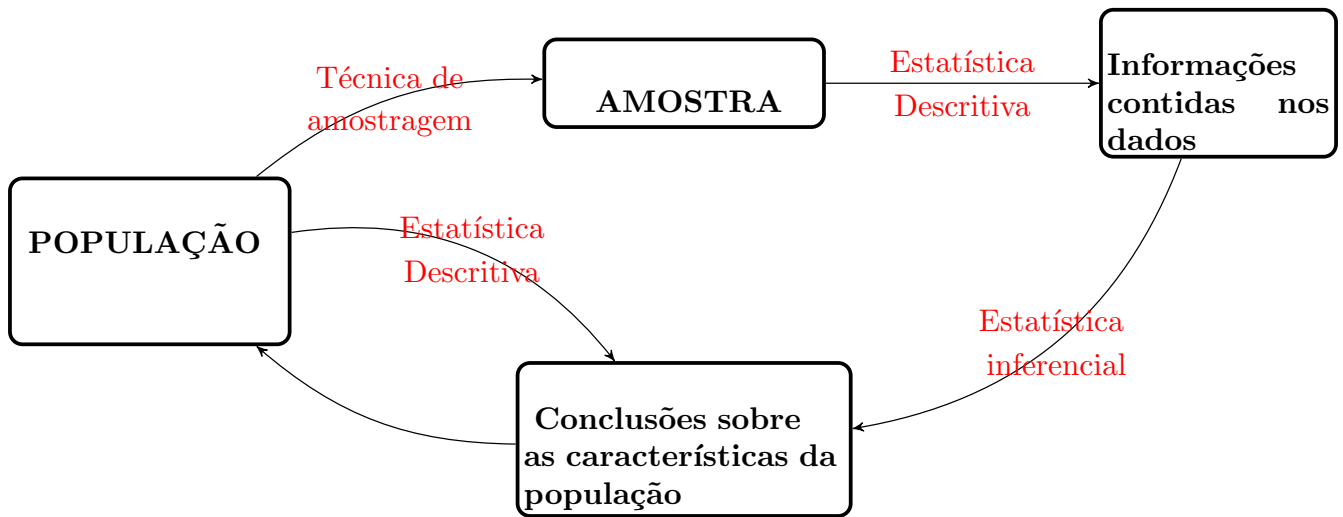 Técnica de
amostragem
AMOSTRA
Estatística
Descritiva
Informações
contidas nos
dados
POPULAÇÃO
Estatística
Descritiva
Estatística
inferencial
Conclusões sobre
as características da
população